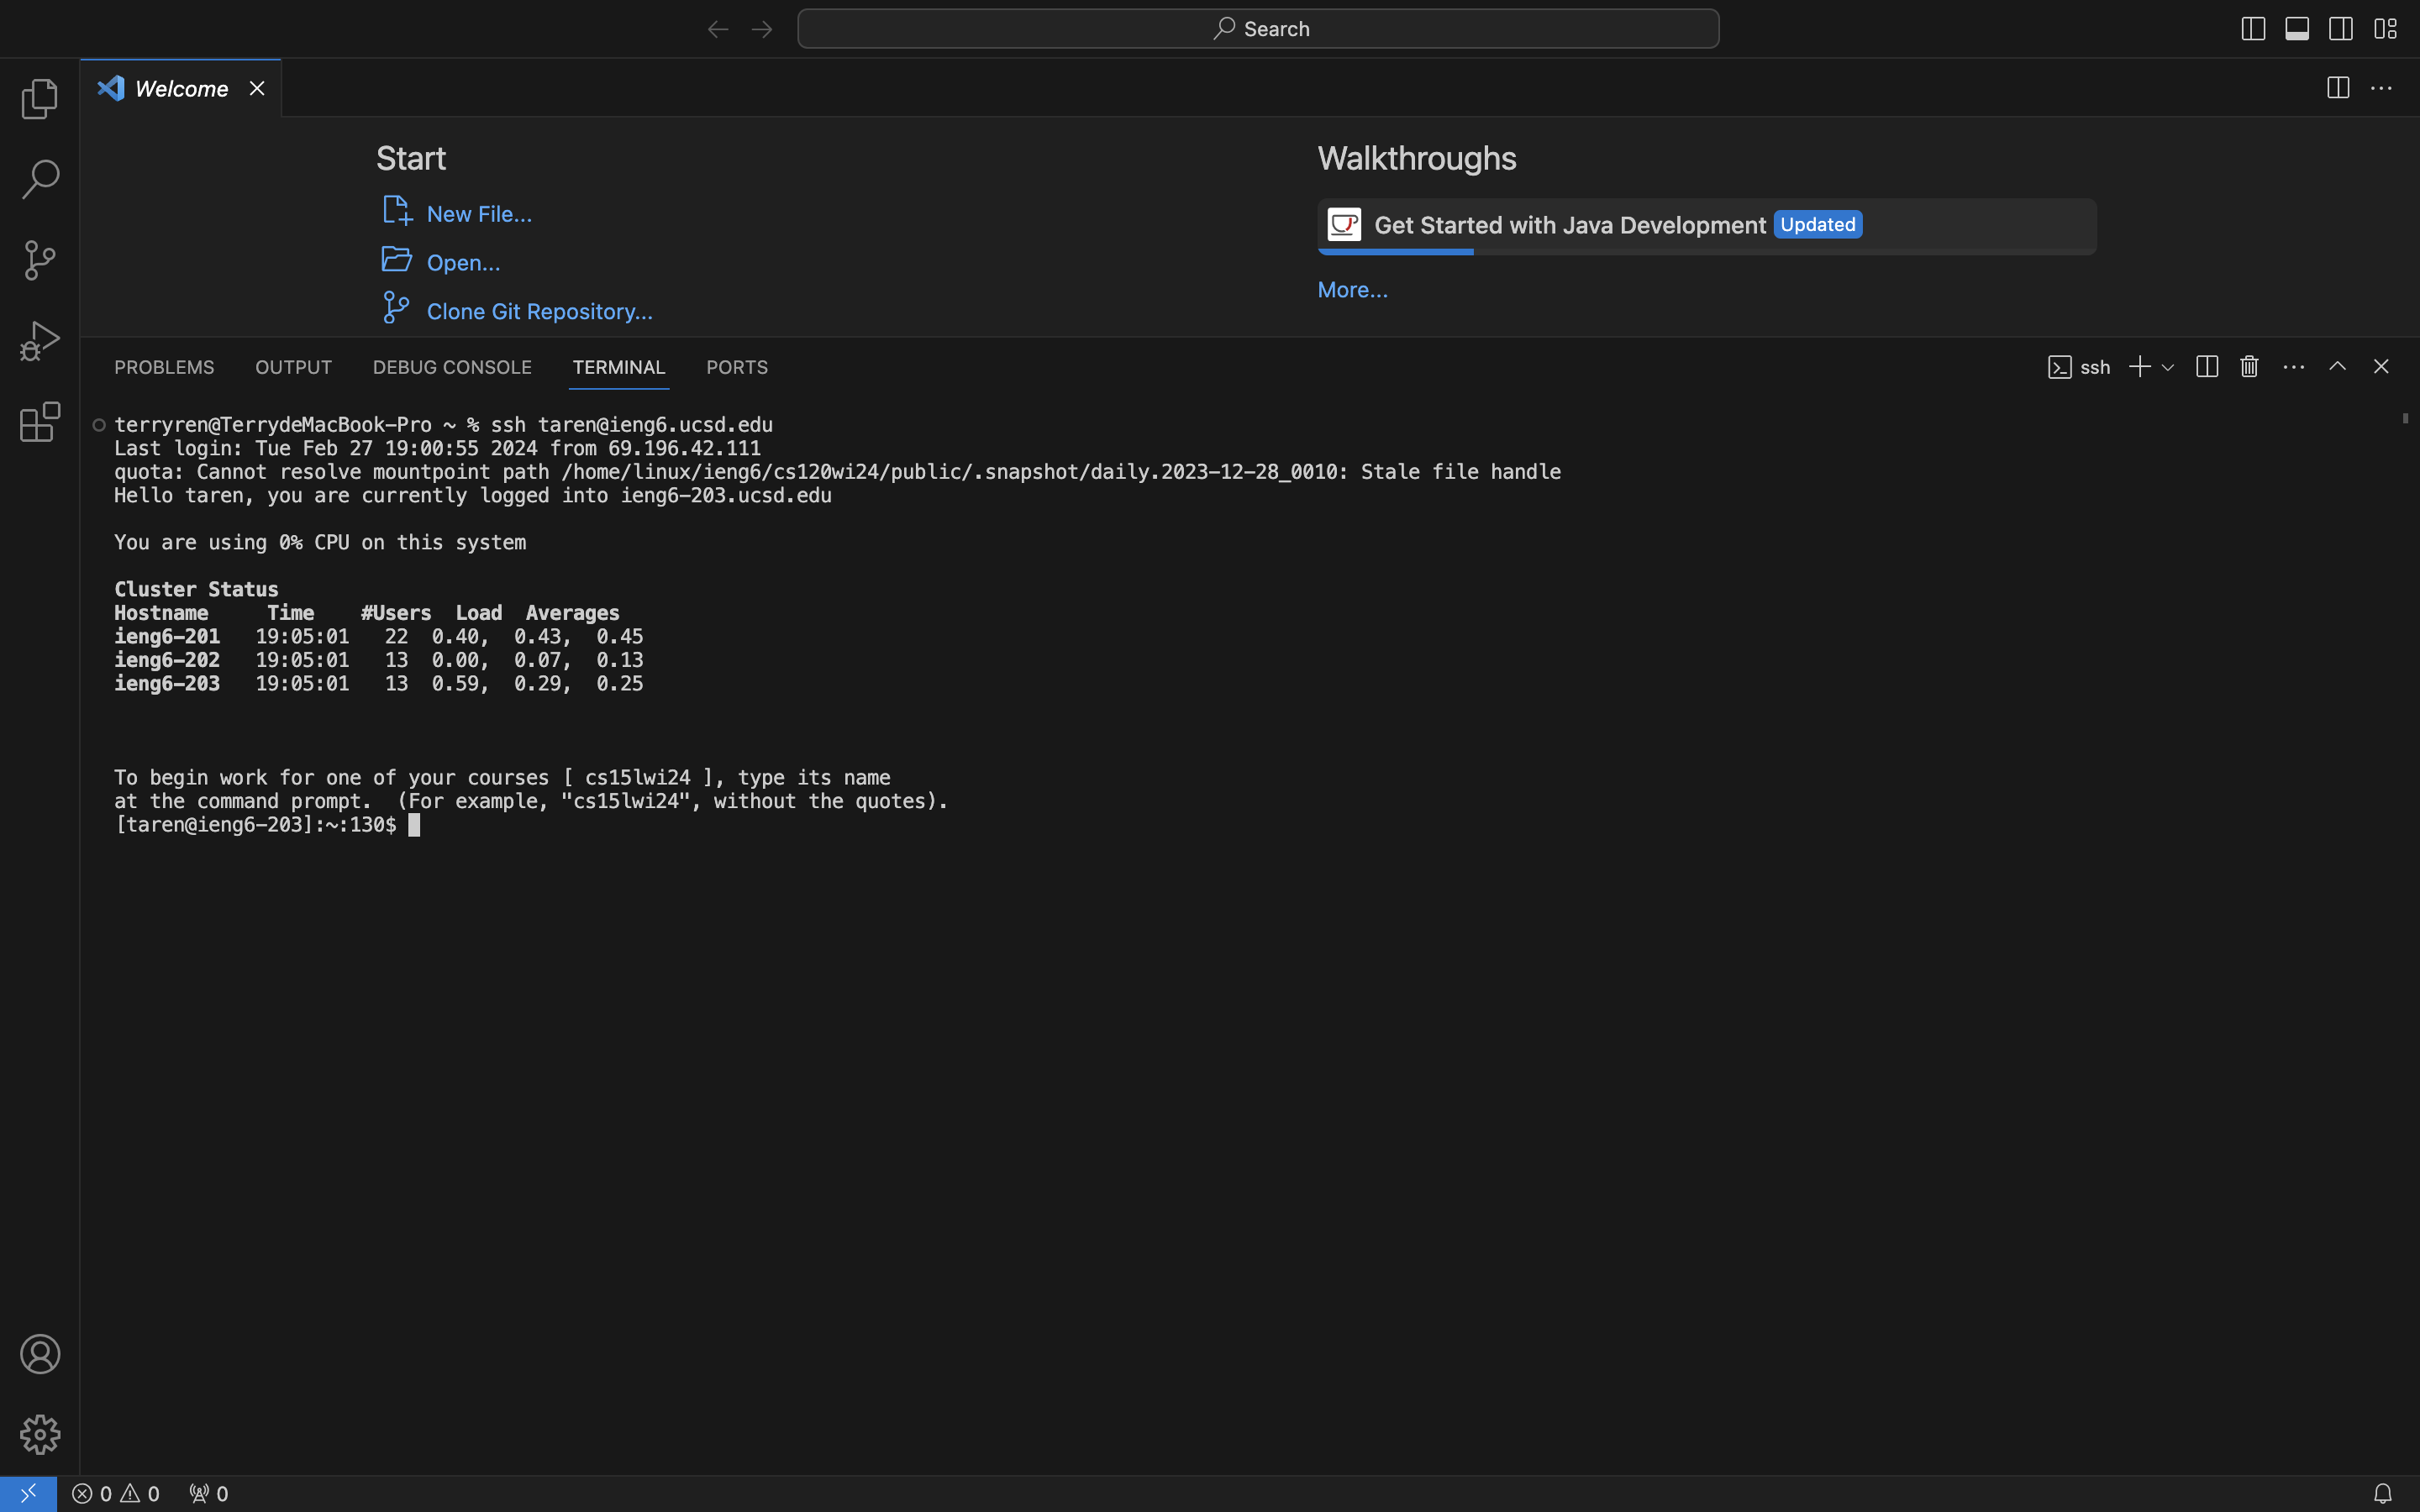 Search
Welcome
Start
New File...
Open...
Clone Git Repository...
Walkthroughs
Get Started with Java Development Updated
More...
PROBLEMS OUTPUT DEBUG CONSOLE TERMINAL PORTS ssh
terryren@TerrydeMacBook-Pro ~ % ssh taren@ieng6.ucsd.edu
Last login: Tue Feb 27 19:00:55 2024 from 69.196.42.111
quota: Cannot resolve mountpoint path /home/linux/ieng6/cs120wi24/public/.snapshot/daily.2023-12-28_0010: Stale file handle
Hello taren, you are currently logged into ieng6-203.ucsd.edu
You are using 0% CPU on this system
Cluster Status
Hostname Time #Users Load Averages
ieng6-201 19:05:01 22 0.40, 0.43, 0.45
ieng6-202 19:05:01 13 0.00, 0.07, 0.13
ieng6-203 19:05:01 13 0.59, 0.29, 0.25
To begin work for one of your courses [ cs15lwi24 ], type its name
at the command prompt. (For example, "cs15lwi24", without the quotes).
[taren@ieng6-203]:~:130$
0 0 0